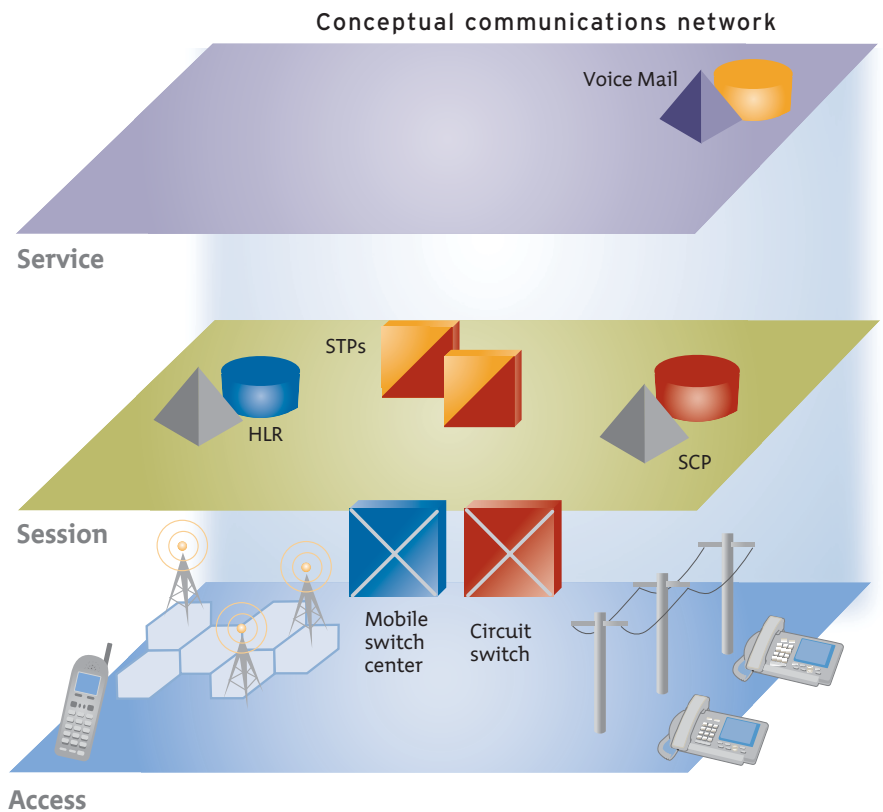 Conceptual communications network
Voice Mail
Service
STPs
HLR
SCP
Session
Mobile
switch
center
Circuit
switch
Access